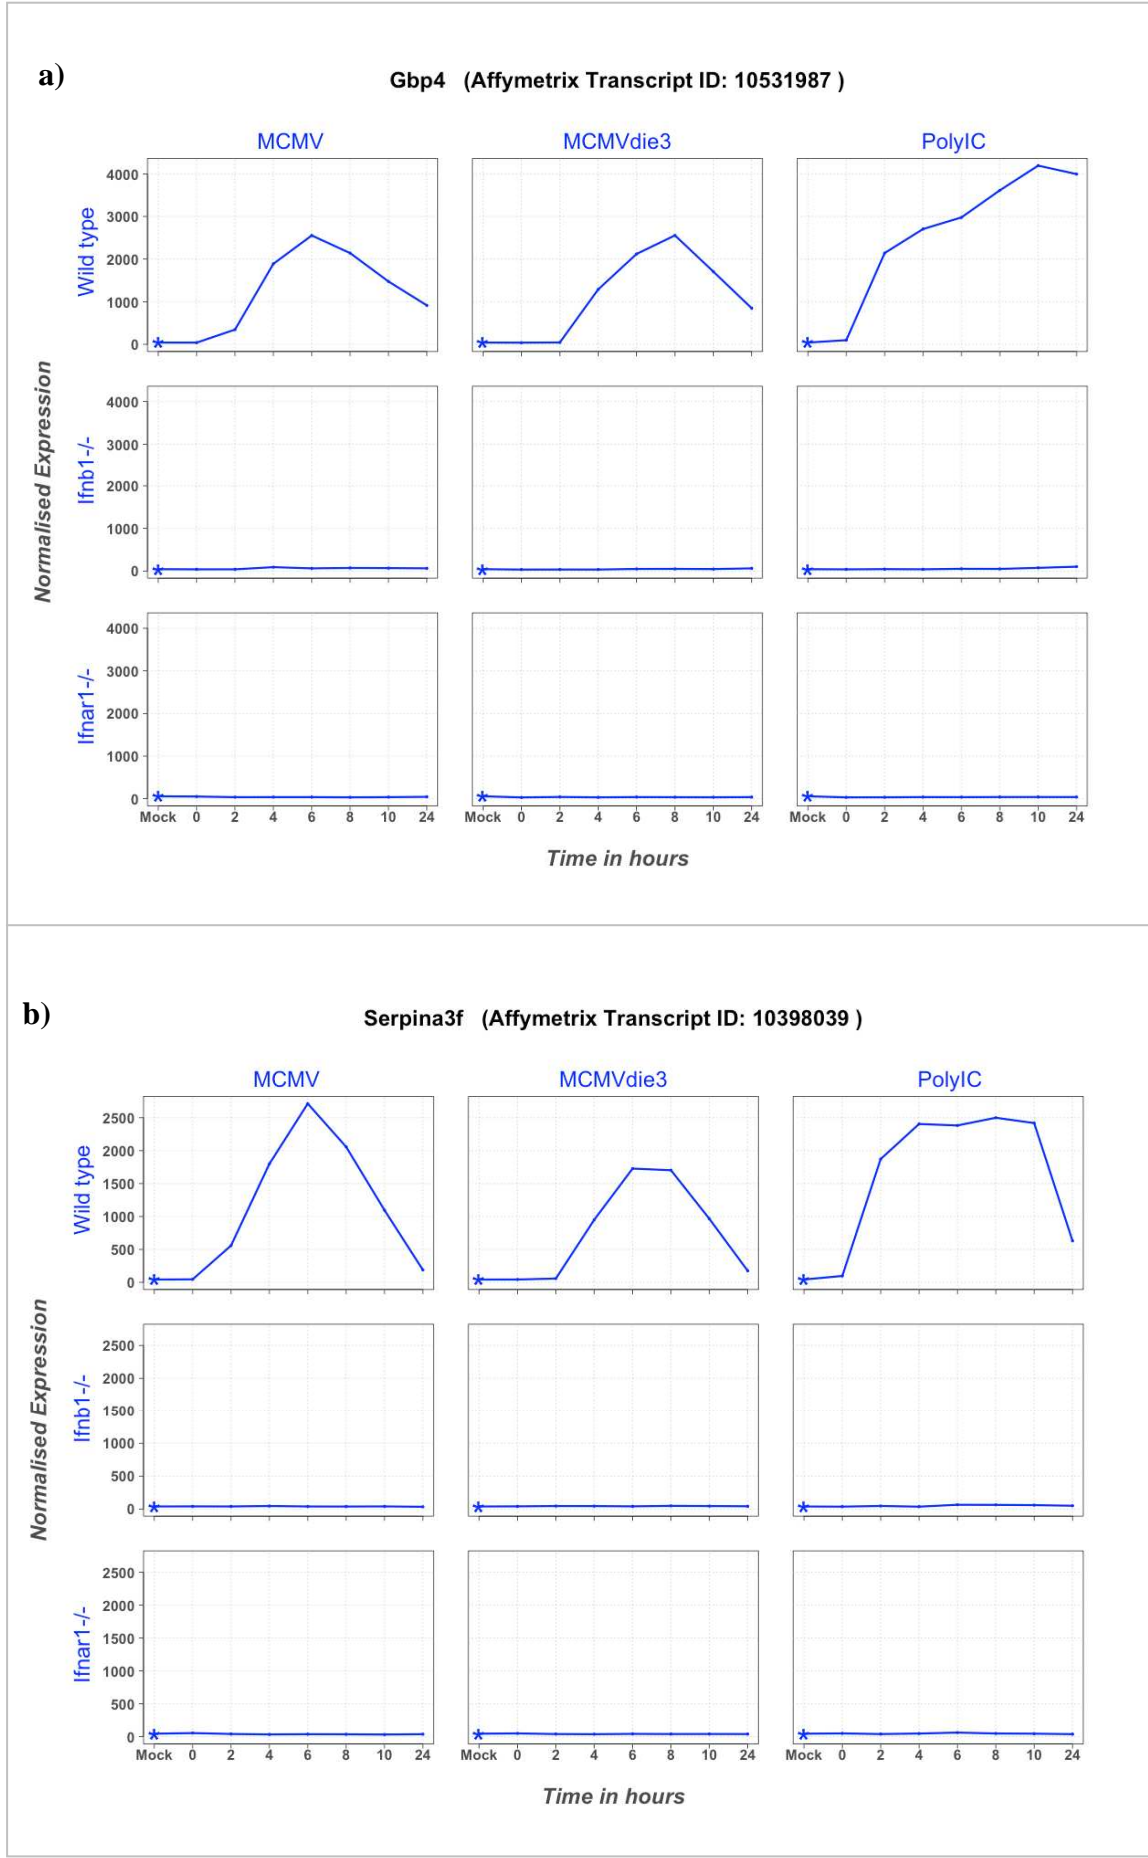 a)
Gbp4 (Affymetrix Transcript ID: 10531987 )
MCMV MCMVdie3 PolyIC
Normalised Expression
Wild type
4000
3000
2000
1000
0
Ifnb1-/-
4000
3000
2000
1000
0
Ifnar1-/-
4000
3000
2000
1000
0
Mock 0 2 4 6 8 10 24 Mock 0 2 4 6 8 10 24 Mock 0 2 4 6 8 10 24
Time in hours
b)
Serpina3f (Affymetrix Transcript ID: 10398039 )
MCMV MCMVdie3 PolyIC
Normalised Expression
Wild type
2500
2000
1500
1000
500
0
Ifnb1-/-
2500
2000
1500
1000
500
0
Ifnar1-/-
2500
2000
1500
1000
500
0
Mock 0 2 4 6 8 10 24 Mock 0 2 4 6 8 10 24 Mock 0 2 4 6 8 10 24
Time in hours